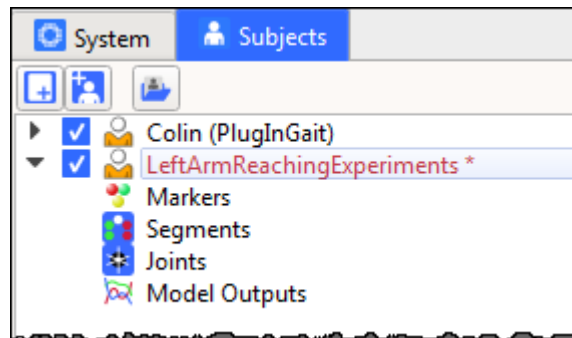 System Subjects
Colin (PlugInGait)
LeftArmReachingExperiments *
Markers
Segments
Joints
Model Outputs